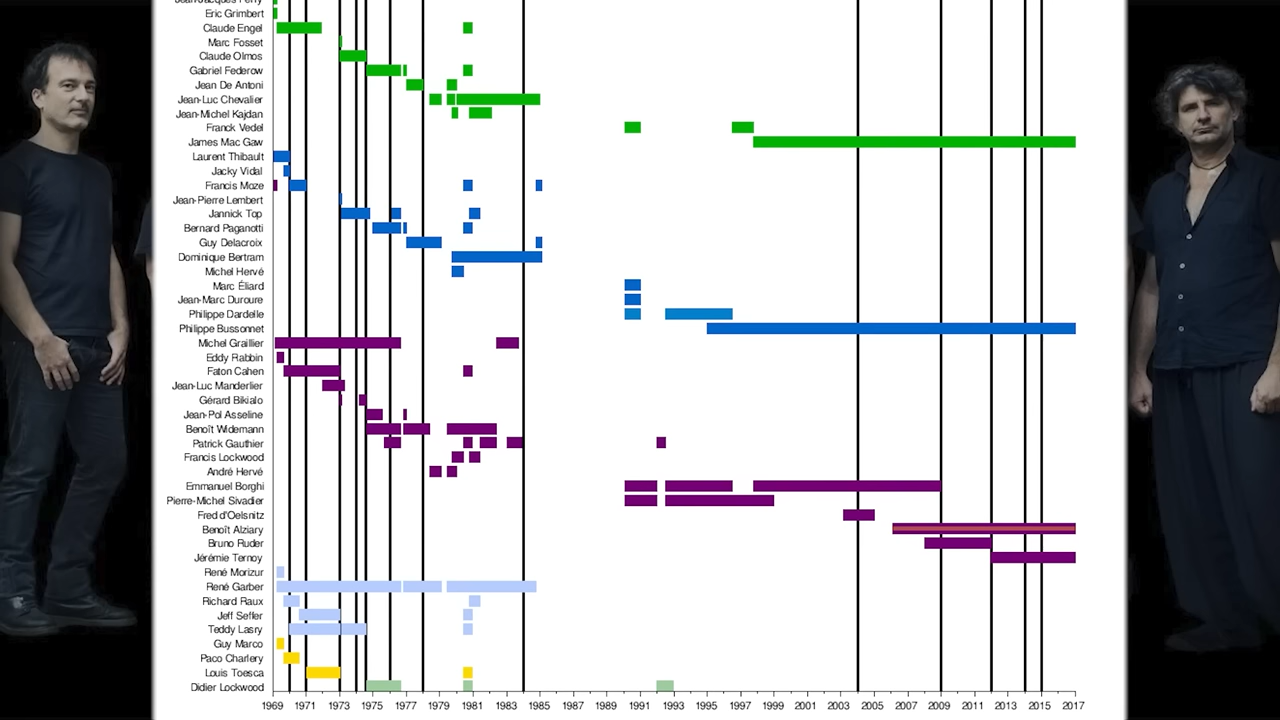 Jean-Jacques Ferry
Eric Grimbert
Claude Engel
Marc Fosset
Claude Olmos
Gabriel Federow
Jean De Antoni
Jean-Luc Chevalier
Jean-Michel Kajdan
Franck Vedel
James Mac Gaw
Laurent Thibault
Jacky Vidal
Francis Moze
Jean-Pierre Lembert
Jannick Top
Bernard Paganotti
Guy Delacroix
Dominique Bertram
Michel Hervé
Marc Éliard
Jean-Marc Duroure
Philippe Dardelle
Philippe Bussonnet
Michel Graillier
Eddy Rabbin
Faton Cahen
Jean-Luc Manderlier
Gérard Bikialo
Jean-Pol Asseline
Benoît Widemann
Patrick Gauthier
Francis Lockwood
André Hervé
Emmanuel Borghi
Pierre-Michel Sivadier
Fred d'Oelsnitz
Benoît Alziary
Bruno Ruder
Jérémie Ternoy
René Morizur
René Garber
Richard Raux
Jeff Seffer
Teddy Lasry
Guy Marco
Paco Charlery
Louis Toesca
Didier Lockwood
1969 1971 1973 1975 1977 1979 1981 1983 1985 1987 1989 1991 1993 1995 1997 1999 2001 2003 2005 2007 2009 2011 2013 2015 2017